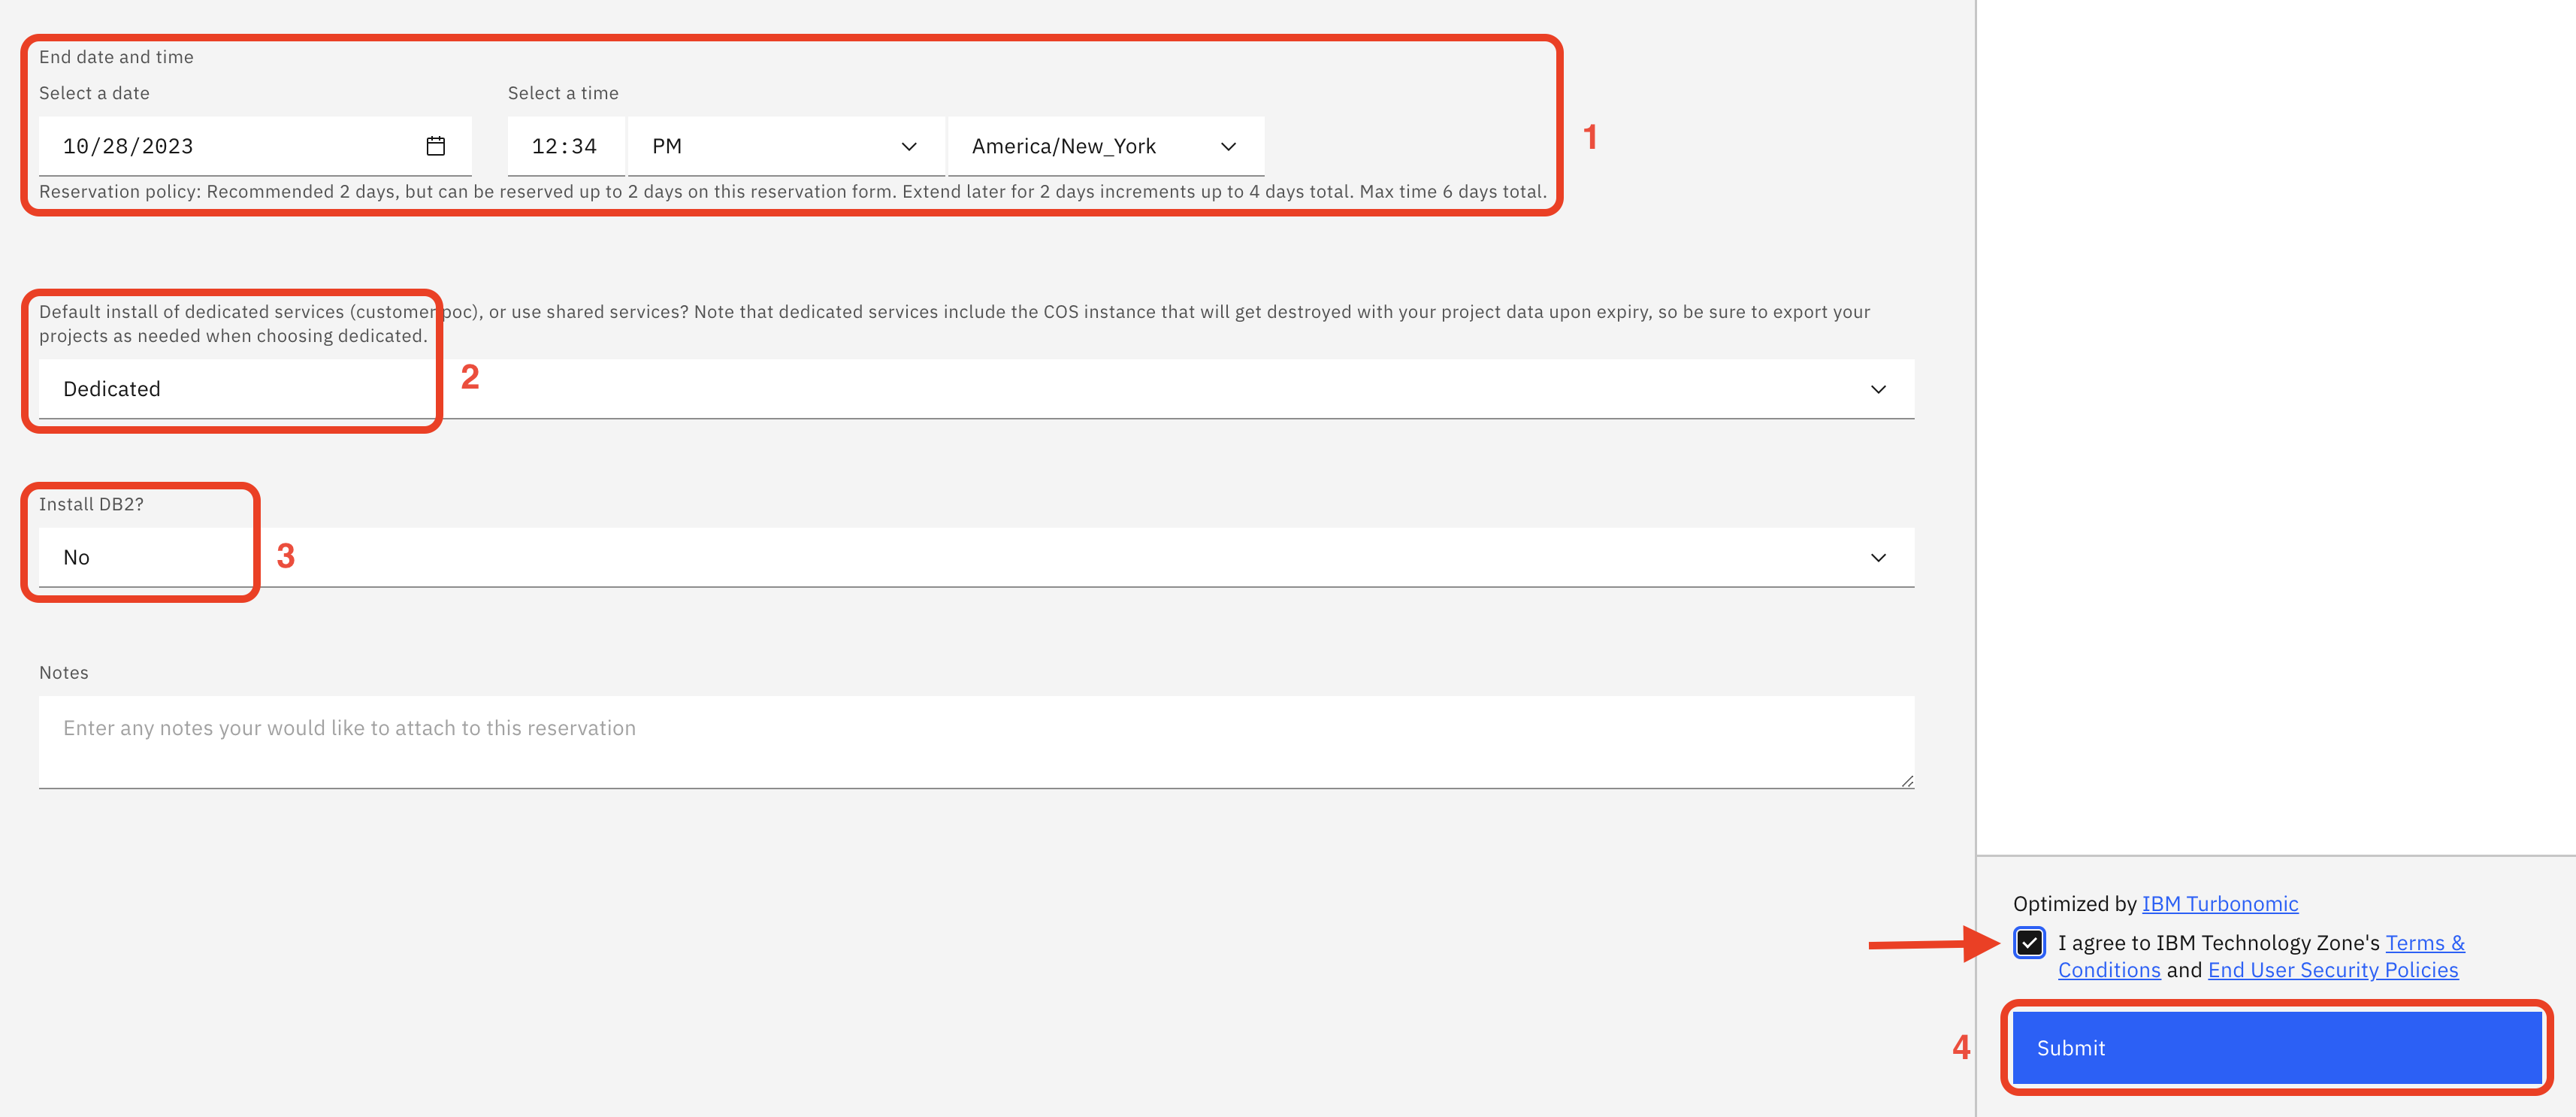 End date and time
Select a date
Select a time
10/28/2023
12:34
PM
America/New_York
1
Reservation policy: Recommended 2 days, but can be reserved up to 2 days on this reservation form. Extend later for 2 days increments up to 4 days total. Max time 6 days total.
Default install of dedicated services (customer poc), or use shared services? Note that dedicated services include the COS instance that will get destroyed with your project data upon expiry, so be sure to export your
projects as needed when choosing dedicated.
Dedicated
2
Install DB2?
No
3
Notes
Enter any notes your would like to attach to this reservation
Optimized by IBM Turbonomic
I agree to IBM Technology Zone's Terms &
Conditions and End User Security Policies
4
Submit